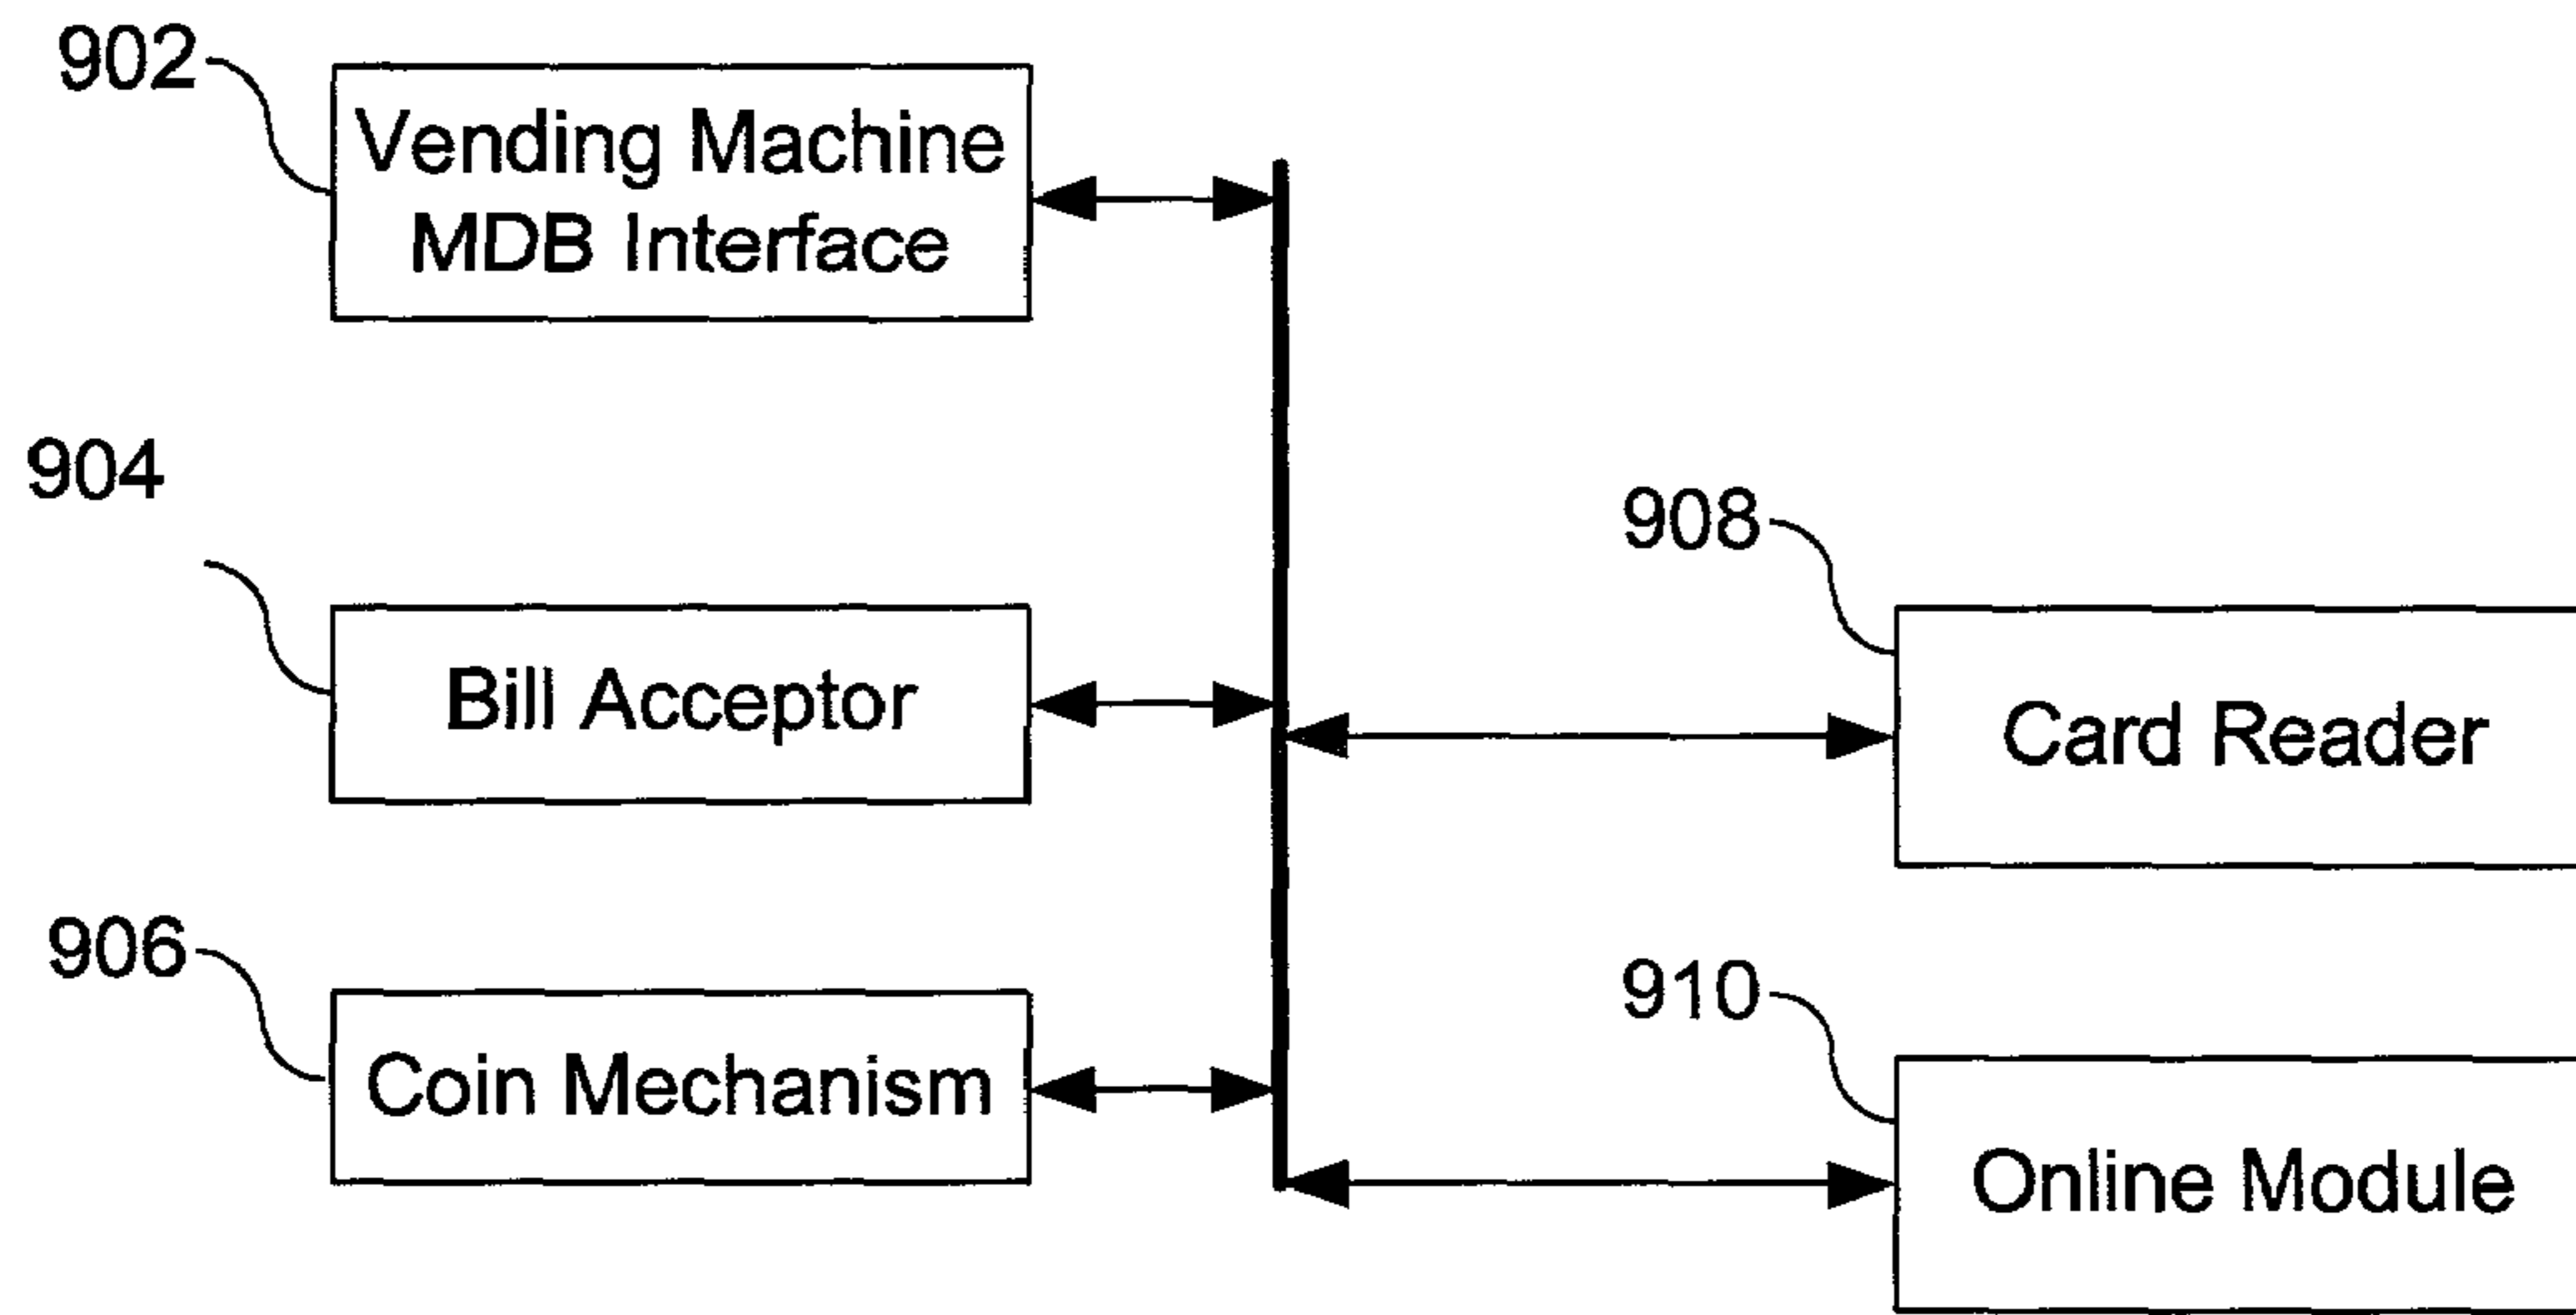 902
Vending Machine
MDB Interface
904
Bill Acceptor
906
Coin Mechanism
908
Card Reader
910
Online Module